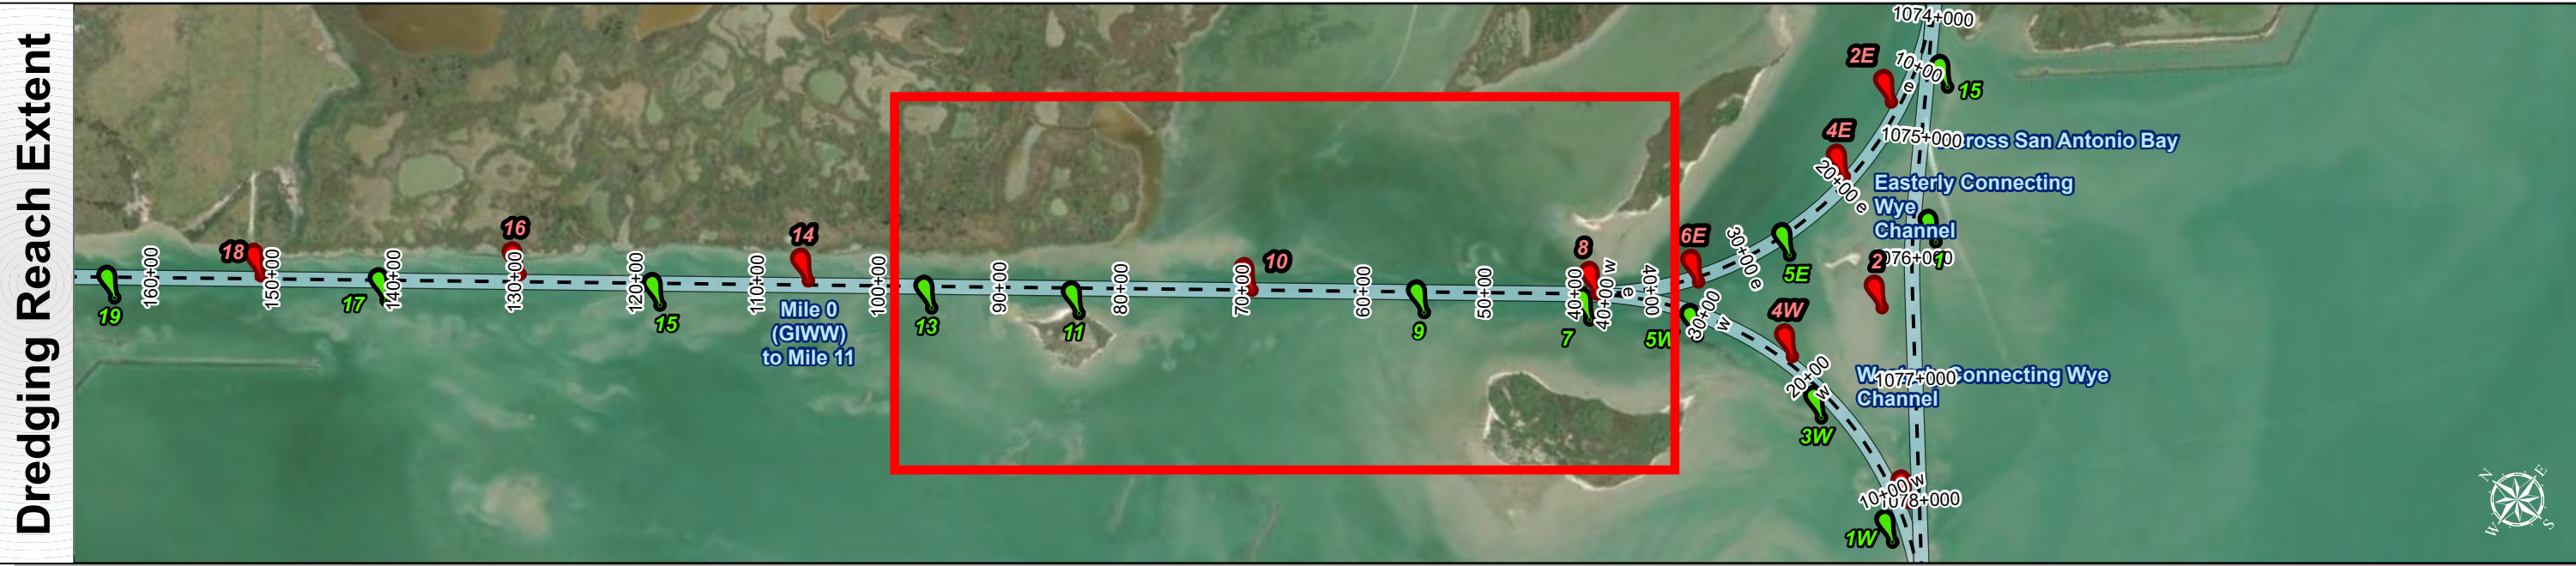 Dredging Reach Extent
1074+000
2E
10+00
e
15
4E
1075+000
cross San Antonio Bay
20+00 e
Easterly Connecting
Wye
Channel
16
14
18
8
6E
30+00 e
10
5E
2
1
160+00
150+00
140+00
130+00
120+00
110+00
100+00
90+00
80+00
70+00
60+00
50+00
40+00
40+00 w
40+00 e
30+00 w
19
17
15
13
11
9
7
5W
4W
Mile 0
(GIWW)
to Mile 11
20+00 w
1077+000
Connecting Wye
Channel
3W
10+00 w
1W
N
E
W
S